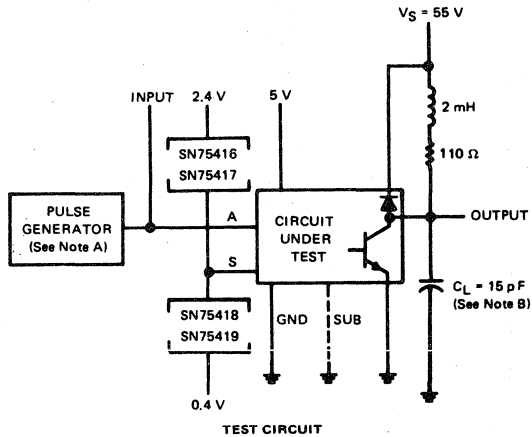 V_S = 55 V
INPUT 2.4 V 5 V
2 mH
SN75416
SN75417
110 Ω
PULSE
GENERATOR
(See Note A)
A
CIRCUIT
UNDER
TEST
OUTPUT
S
C_L = 15 pF
(See Note B)
SN75418
SN75419
GND SUB
0.4 V
TEST CIRCUIT